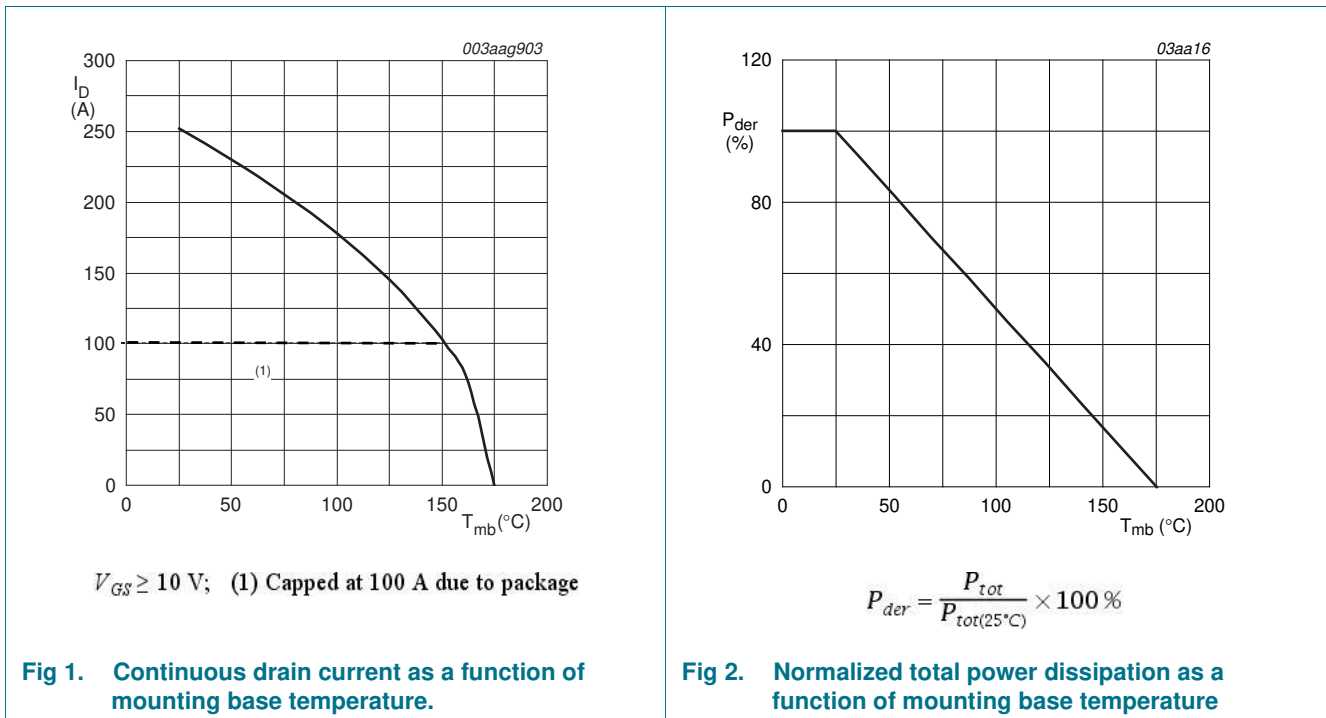 003aag903
300
I_D
(A)
250
200
150
100
(1)
50
0
0 50 100 150 200
T_mb (°C)
V_GS ≥ 10 V; (1) Capped at 100 A due to package
Fig 1. Continuous drain current as a function of
mounting base temperature.
03aa16
120
P_der
(%)
80
40
0
0 50 100 150 200
T_mb (°C)
P_der = P_tot / P_tot(25°C) × 100 %
Fig 2. Normalized total power dissipation as a
function of mounting base temperature